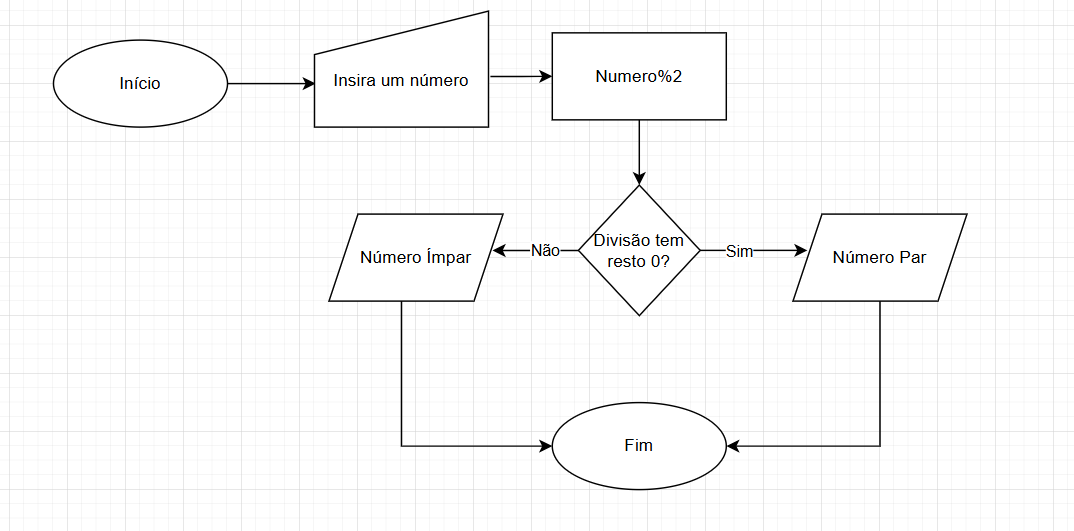 Início
Insira um número
Numero%2
Divisão tem
resto 0?
Não
Sim
Número Ímpar
Número Par
Fim